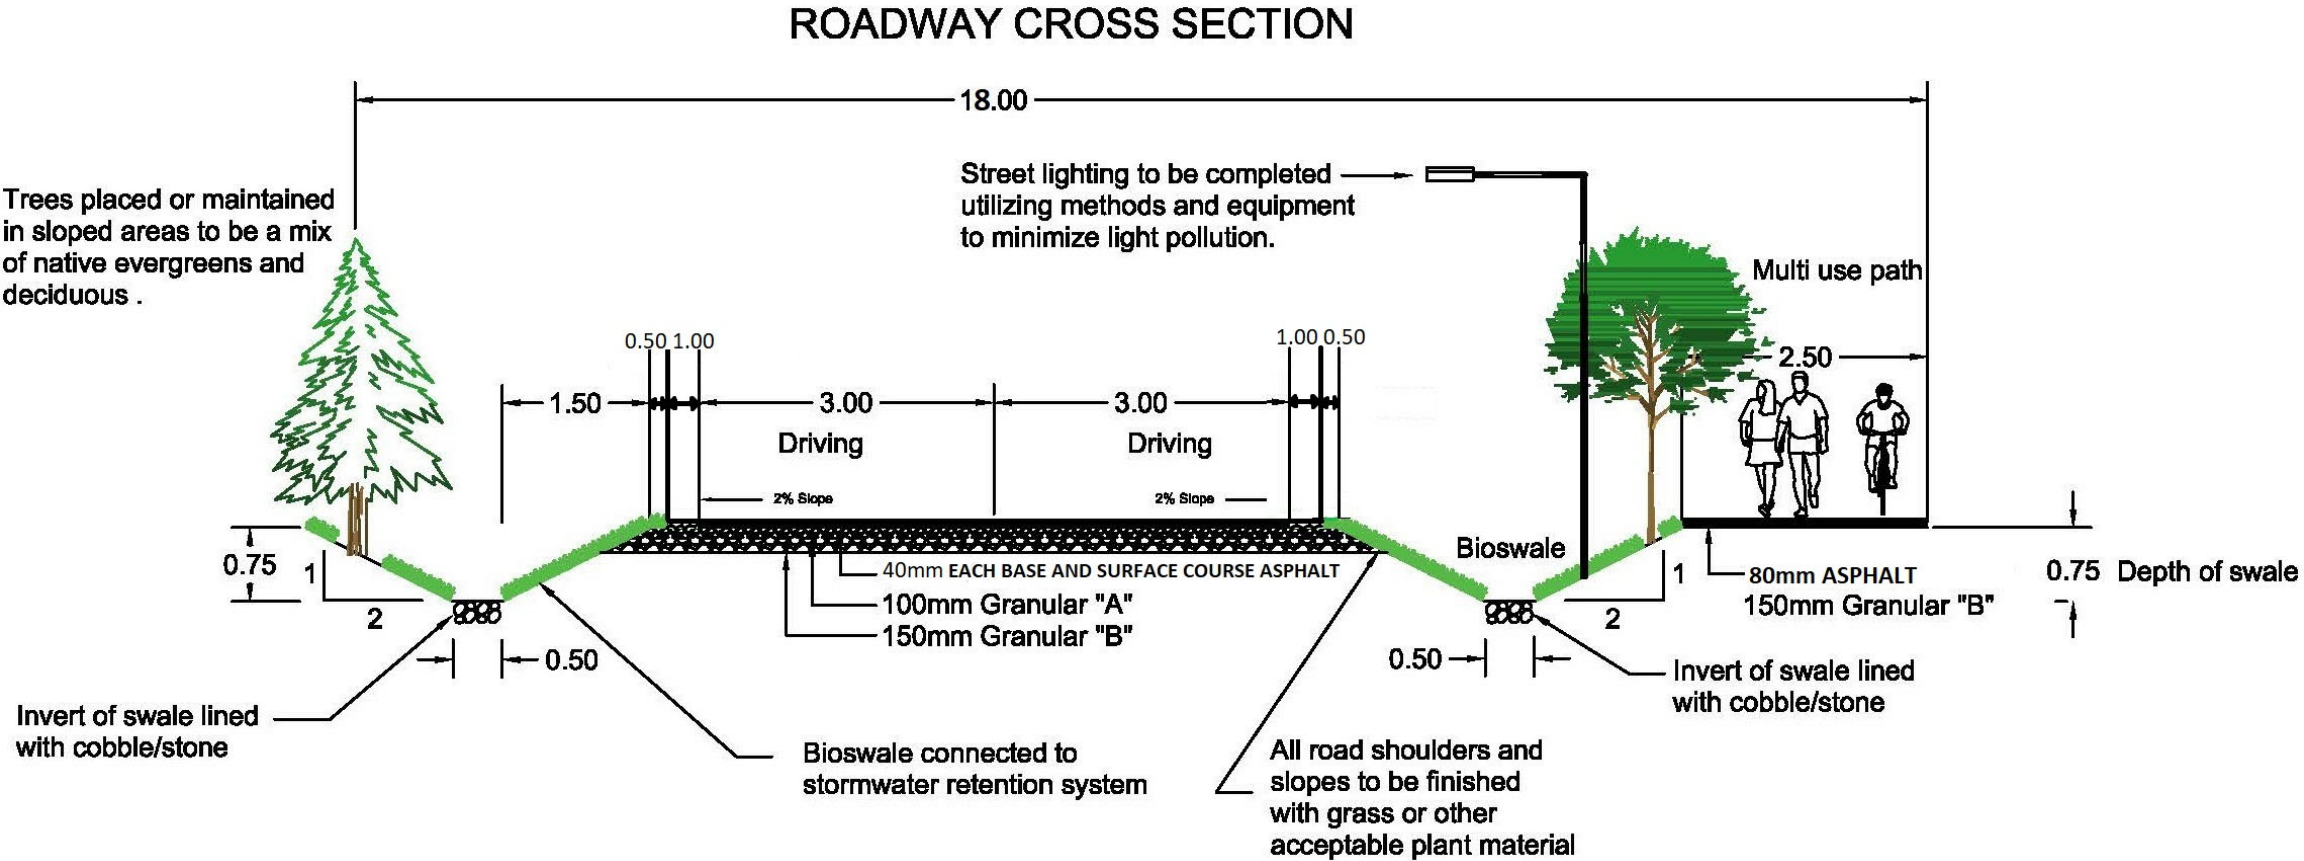 ROADWAY CROSS SECTION
18.00
Trees placed or maintained
in sloped areas to be a mix
of native evergreens and
deciduous .
Street lighting to be completed
utilizing methods and equipment
to minimize light pollution.
Multi use path
0.50 1.00
1.00 0.50
2.50
1.50
3.00
3.00
Driving
Driving
2% Slope
2% Slope
0.75
1
2
Bioswale
1
2
40mm EACH BASE AND SURFACE COURSE ASPHALT
100mm Granular "A"
150mm Granular "B"
80mm ASPHALT
150mm Granular "B"
0.75 Depth of swale
0.50
0.50
Invert of swale lined
with cobble/stone
Invert of swale lined
with cobble/stone
Bioswale connected to
stormwater retention system
All road shoulders and
slopes to be finished
with grass or other
acceptable plant material